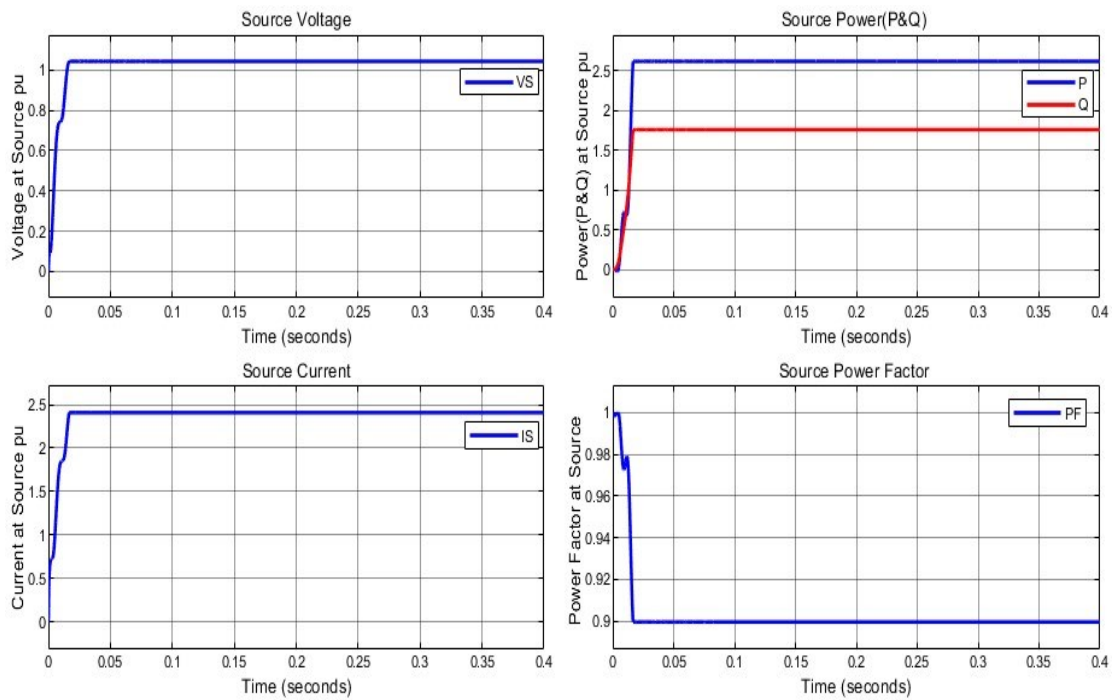 Source Voltage
Voltage at Source pu
1
0.8
0.6
0.4
0.2
0
VS
0 0.05 0.1 0.15 0.2 0.25 0.3 0.35 0.4
Time (seconds)
Source Power(P&Q)
Power(P&Q) at Source pu
2.5
2
1.5
1
0.5
0
P
Q
0 0.05 0.1 0.15 0.2 0.25 0.3 0.35 0.4
Time (seconds)
Source Current
Current at Source pu
2.5
2
1.5
1
0.5
0
IS
0 0.05 0.1 0.15 0.2 0.25 0.3 0.35 0.4
Time (seconds)
Source Power Factor
Power Factor at Source
1
0.98
0.96
0.94
0.92
0.9
PF
0 0.05 0.1 0.15 0.2 0.25 0.3 0.35 0.4
Time (seconds)